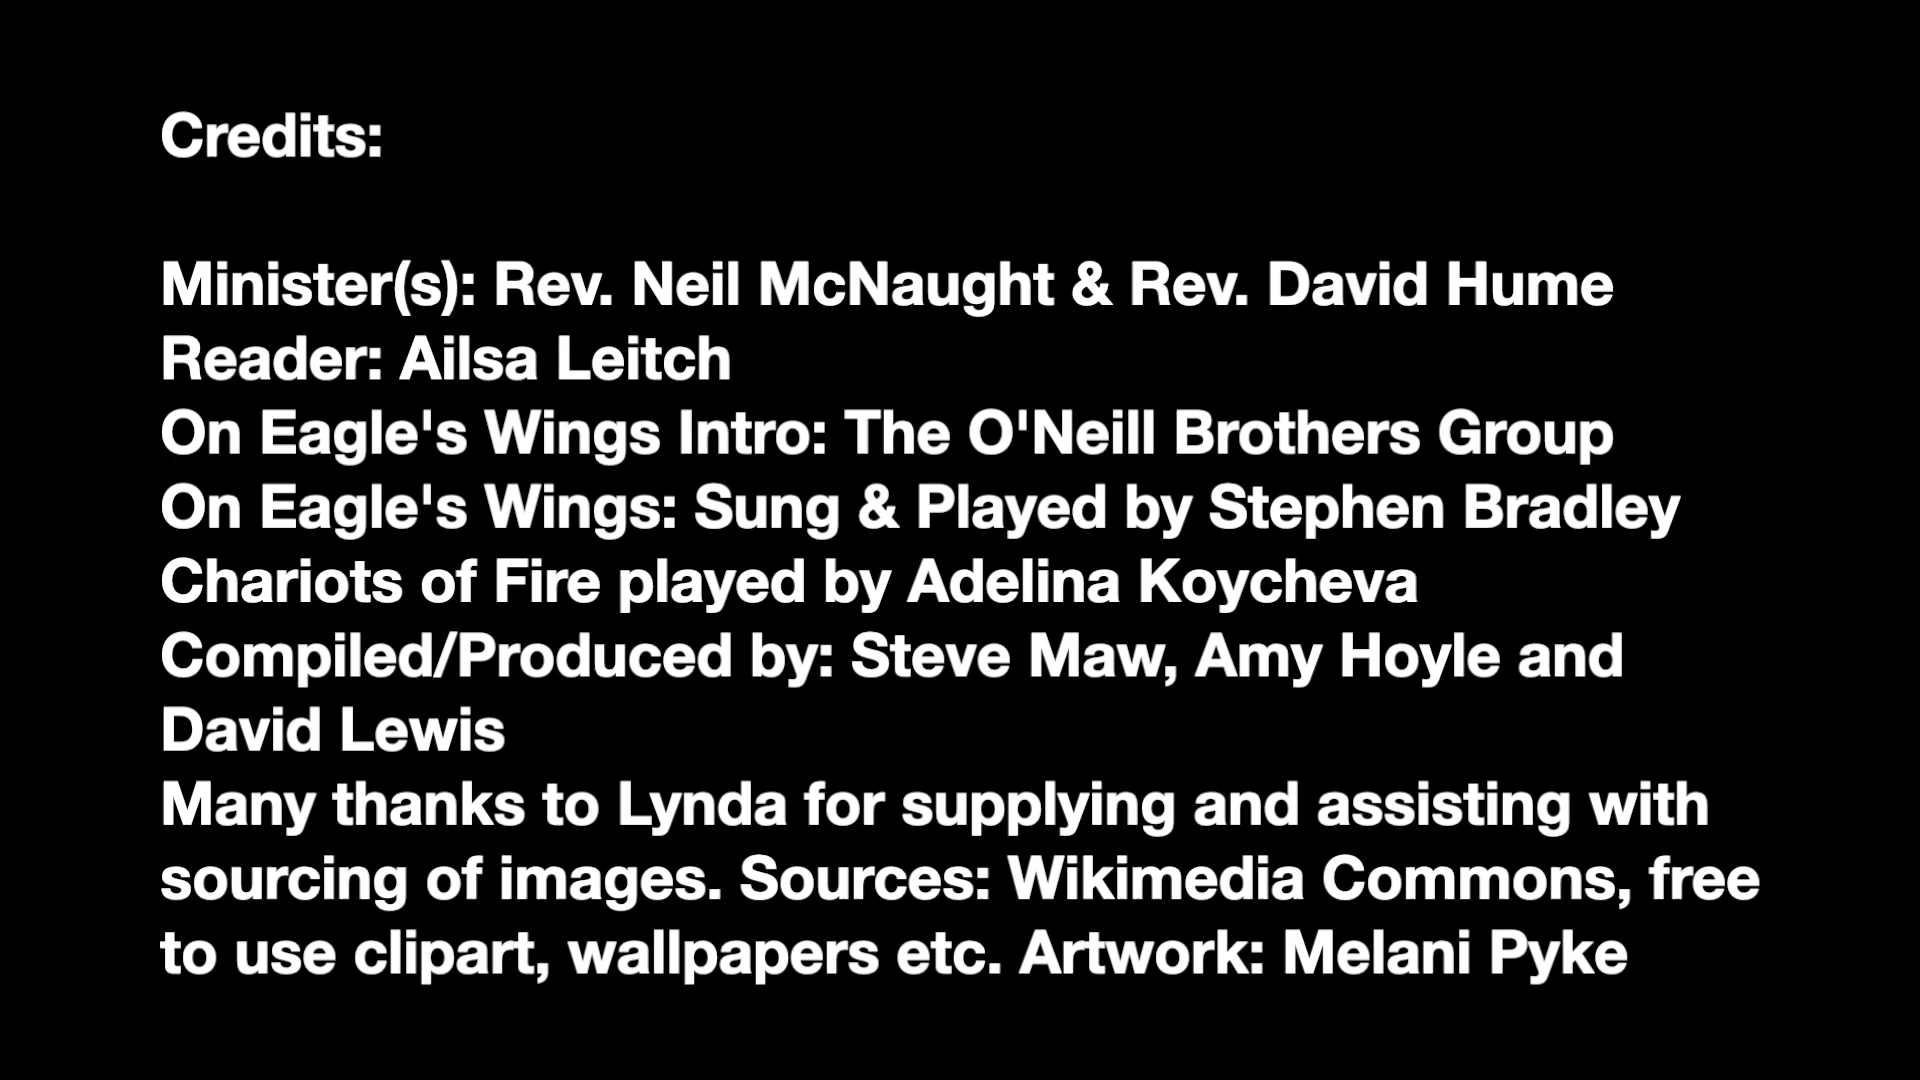 Credits:
Minister(s): Rev. Neil McNaught & Rev. David Hume
Reader: Ailsa Leitch
On Eagle's Wings Intro: The O'Neill Brothers Group
On Eagle's Wings: Sung & Played by Stephen Bradley
Chariots of Fire played by Adelina Koycheva
Compiled/Produced by: Steve Maw, Amy Hoyle and
David Lewis
Many thanks to Lynda for supplying and assisting with
sourcing of images. Sources: Wikimedia Commons, free
to use clipart, wallpapers etc. Artwork: Melani Pyke